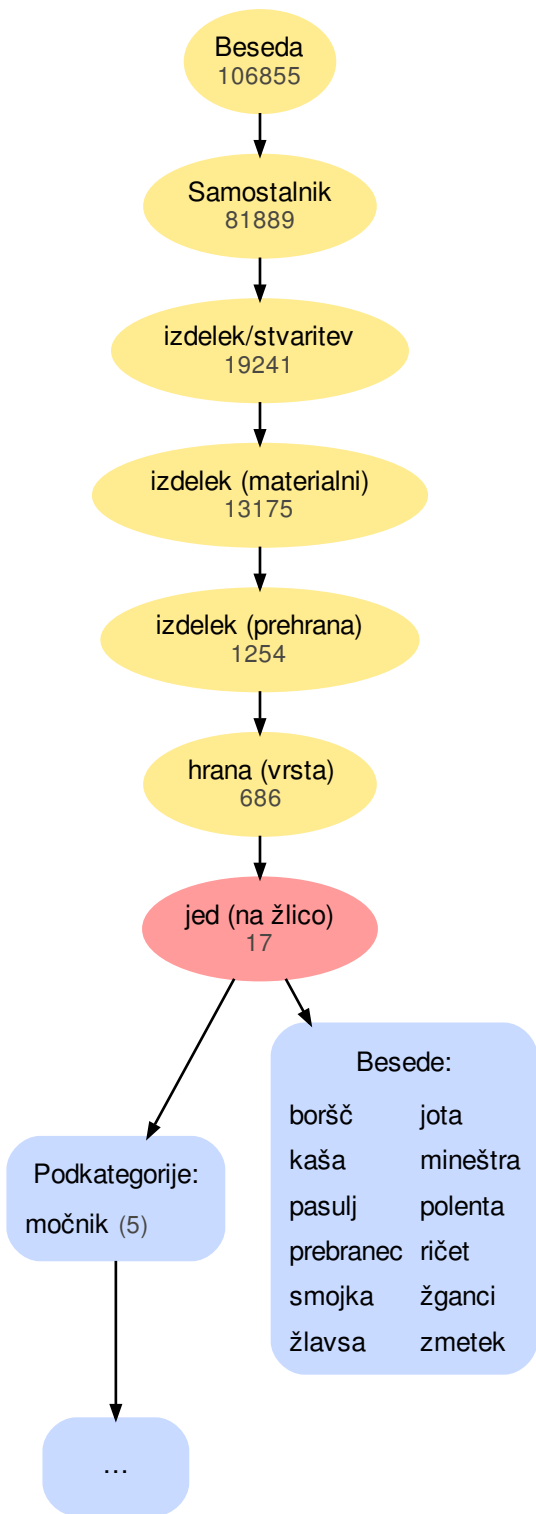 Beseda
106855
Samostalnik
81889
izdelek/stvaritev
19241
izdelek (materialni)
13175
izdelek (prehrana)
1254
hrana (vrsta)
686
jed (na žlico)
17
Podkategorije:
močnik (5)
...
Besede:
boršč jota
kaša mineštra
pasulj polenta
prebranec ričet
smojka žganci
žlavsa zmetek